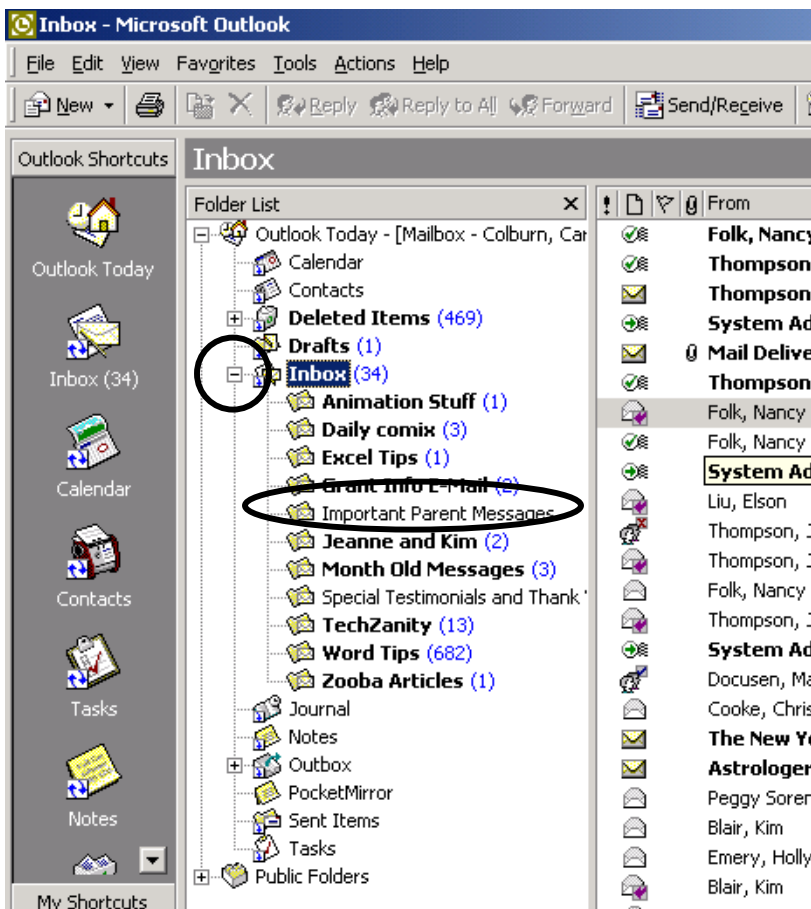 Inbox - Microsoft Outlook
File Edit View Favorites Tools Actions Help
New Reply Reply to All Forward Send/Receive
Outlook Shortcuts
Outlook Today
Inbox (34)
Calendar
Contacts
Tasks
Notes
My Shortcuts
Inbox
Folder List
Outlook Today - [Mailbox - Colburn, Car
Calendar
Contacts
Deleted Items (469)
Drafts (1)
Inbox (34)
Animation Stuff (1)
Daily comix (3)
Excel Tips (1)
Grant Info E-Mail (2)
Important Parent Messages
Jeanne and Kim (2)
Month Old Messages (3)
Special Testimonials and Thank
TechZanity (13)
Word Tips (682)
Zooba Articles (1)
Journal
Notes
Outbox
PocketMirror
Sent Items
Tasks
Public Folders
! From
Folk, Nancy
Thompson
Thompson
System Ad
Mail Delive
Thompson
Folk, Nancy
Folk, Nancy
System Ad
Liu, Elson
Thompson, J
Thompson, J
Folk, Nancy
Thompson, J
System Ad
Docusen, Ma
Cooke, Chris
The New Yo
Astrologer
Peggy Soren
Blair, Kim
Emery, Holly
Blair, Kim